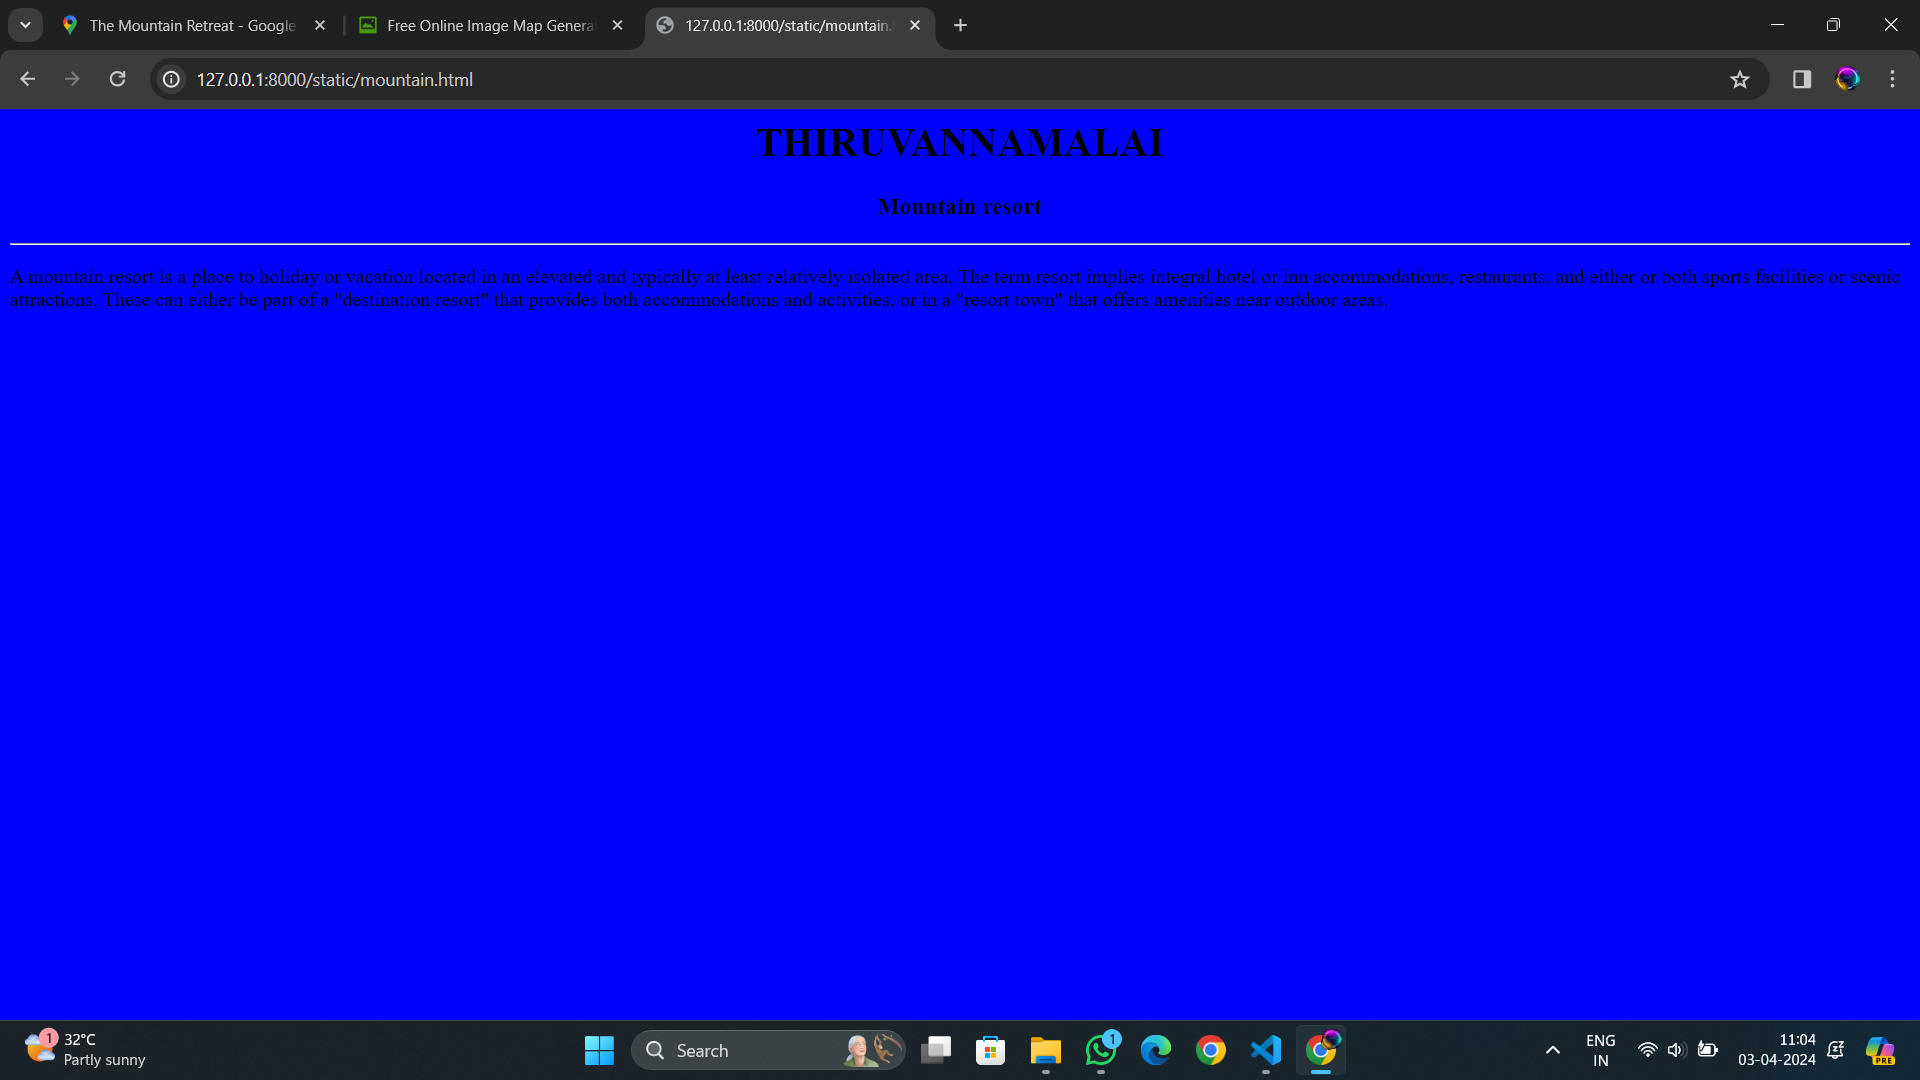 The Mountain Retreat - Google
Free Online Image Map Genera
127.0.0.1:8000/static/mountain.
127.0.0.1:8000/static/mountain.html
THIRUVANNAMALAI
Mountain resort
A mountain resort is a place to holiday or vacation located in an elevated and typically at least relatively isolated area. The term resort implies integral hotel or inn accommodations, restaurants, and either or both sports facilities or scenic
attractions. These can either be part of a "destination resort" that provides both accommodations and activities, or in a "resort town" that offers amenities near outdoor areas.
1
32°C
Partly sunny
Search
1
ENG
IN
11:04
03-04-2024
PRE